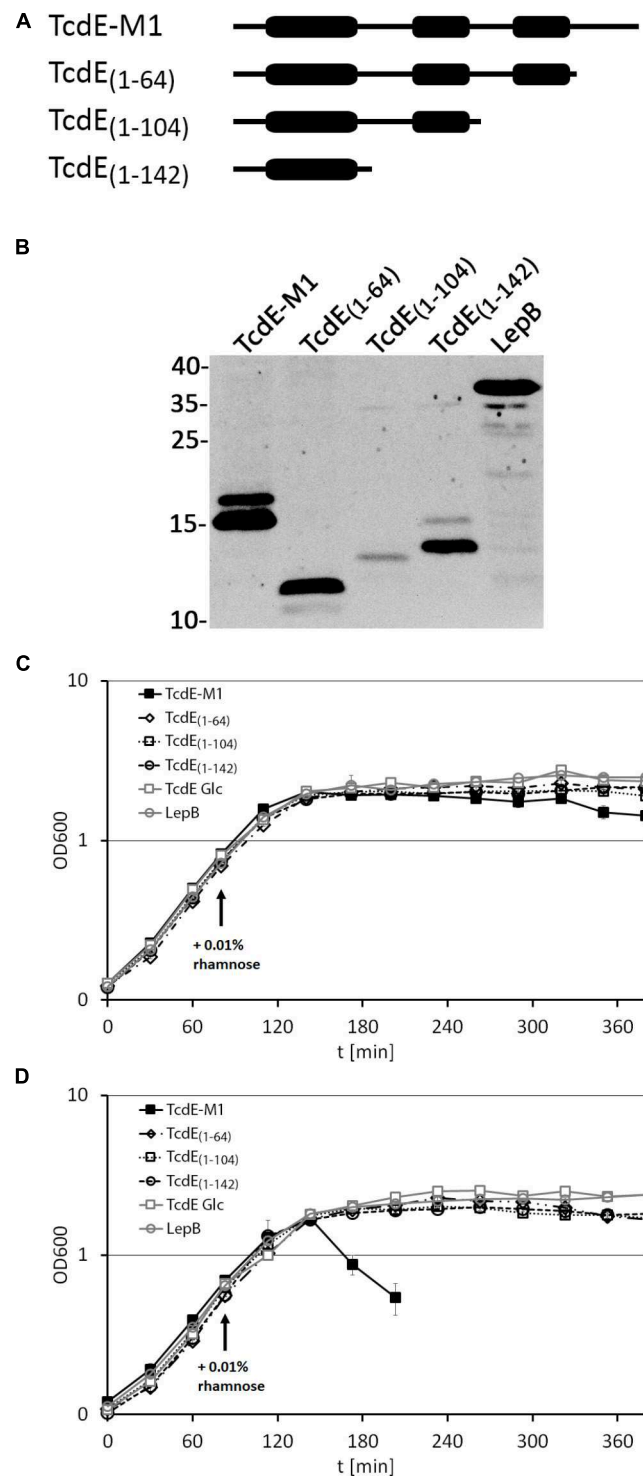 A
TcdE-M1
TcdE(1-64)
TcdE(1-104)
TcdE(1-142)
B
TcdE-M1
TcdE(1-64)
TcdE(1-104)
TcdE(1-142)
LepB
40-
35-
25-
15-
10-
C
10
1
0
OD600
TcdE-M1
TcdE(1-64)
TcdE(1-104)
TcdE(1-142)
TcdE Glc
LepB
+ 0.01%
rhamnose
0 60 120 180 240 300 360
t [min]
D
10
1
0
OD600
TcdE-M1
TcdE(1-64)
TcdE(1-104)
TcdE(1-142)
TcdE Glc
LepB
+ 0.01%
rhamnose
0 60 120 180 240 300 360
t [min]